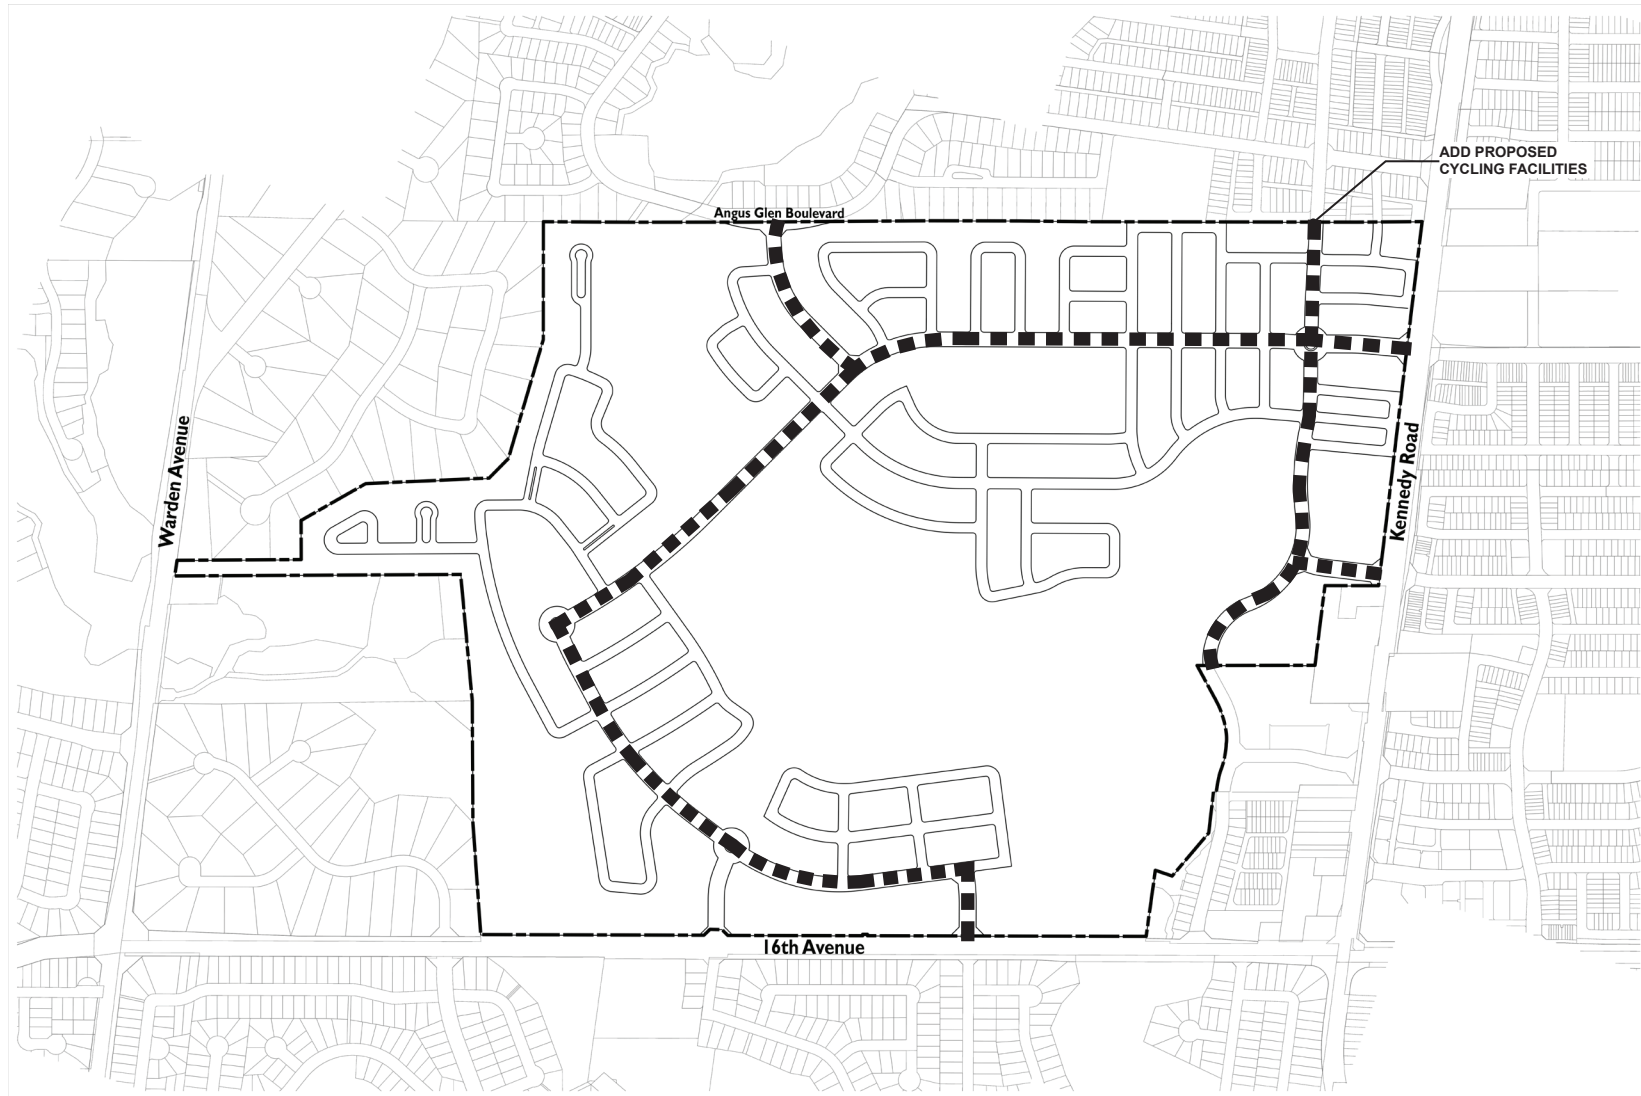 ADD PROPOSED
CYCLING FACILITIES
Angus Glen Boulevard
Warden Avenue
Kennedy Road
16th Avenue